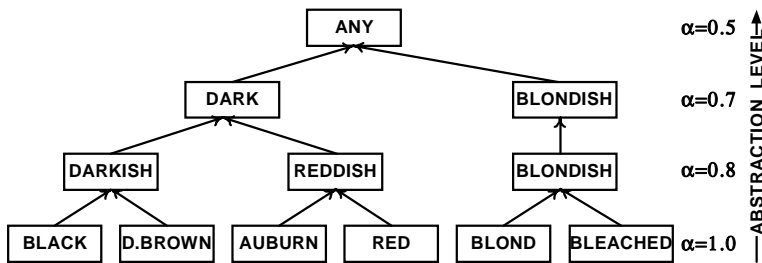 ANY α=0.5
DARK BLONDISH α=0.7
DARKISH REDDISH BLONDISH α=0.8
BLACK D.BROWN AUBURN RED BLOND BLEACHED α=1.0
ABSTRACTION LEVEL